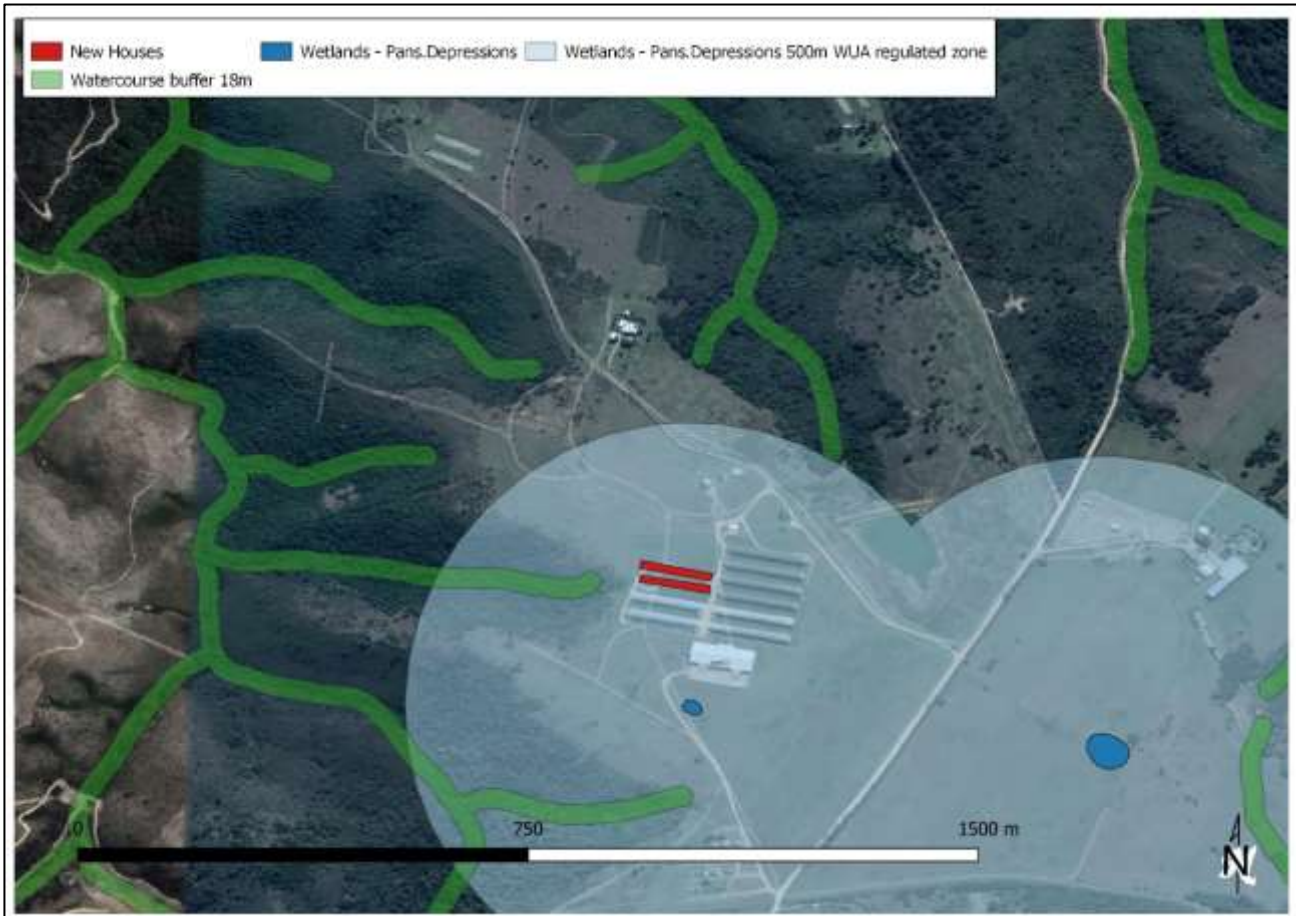 New Houses Wetlands - Pans.Depressions Wetlands - Pans.Depressions 500m WUA regulated zone
Watercourse buffer 18m
0 750 1500 m
N